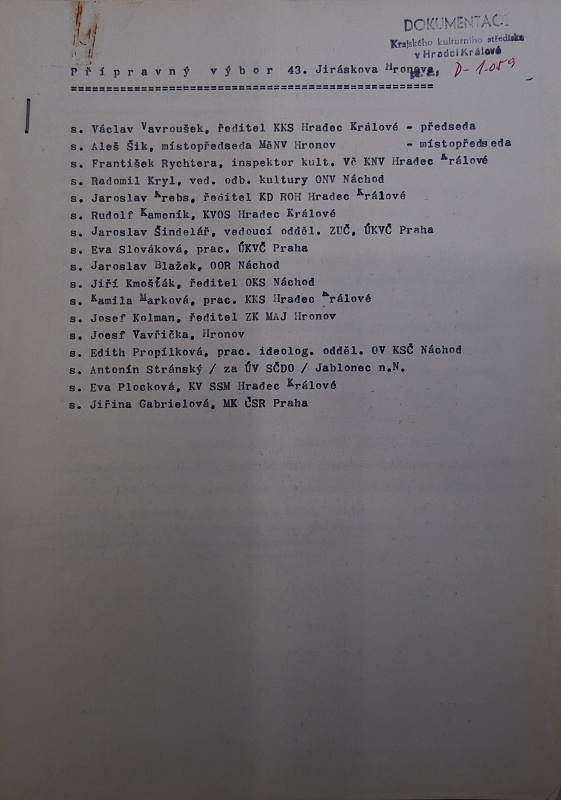 DOKUMENTACE
Krajského kulturního střediska
v Hradci Králové
D-1.059
Přípravný výbor 43. Jiráskova Hronova
s. Václav Vavroušek, ředitel KKS Hradec Králové - předseda
s. Aleš Šik, místopředseda MěNV Hronov - místopředseda
s. František Rychtera, inspektor kult. Vč KNV Hradec Králové
s. Radomil Kryl, ved. odb. kultury ONV Náchod
s. Jaroslav Krebs, ředitel KD ROH Hradec Králové
s. Rudolf Kameník, KVOS Hradec Králové
s. Jaroslav Šindelář, vedoucí odděl. ZUČ, ÚKVČ Praha
s. Eva Slováková, prac. ÚKVČ Praha
s. Jaroslav Blažek, OOR Náchod
s. Jiří Kmošťák, ředitel OKS Náchod
s. Kamila Marková, prac. KKS Hradec Králové
s. Josef Kolman, ředitel ZK MAJ Hronov
s. Joesf Vavřička, Hronov
s. Edith Propílková, prac. ideolog. odděl. OV KSČ Náchod
s. Antonín Stránský / za ÚV SČDO / Jablonec n.N.
s. Eva Plocková, KV SSM Hradec Králové
s. Jiřina Gabrielová, MK ČSR Praha